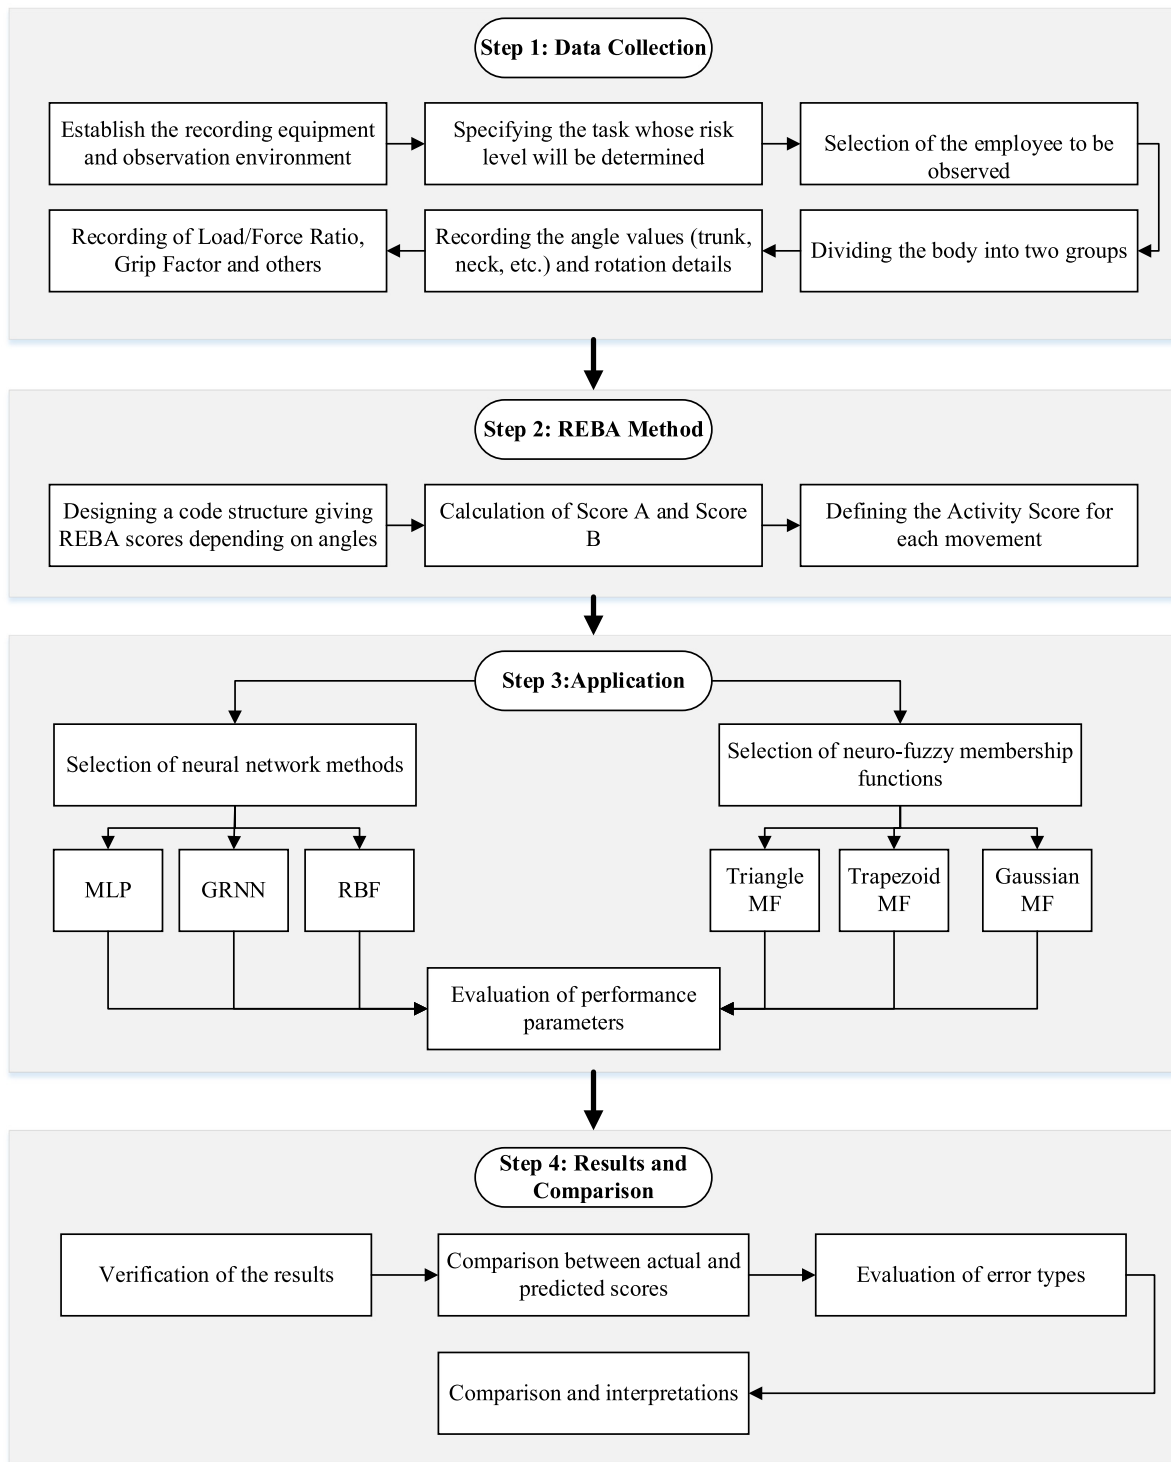 Step 1: Data Collection
Establish the recording equipment
and observation environment
Specifying the task whose risk
level will be determined
Selection of the employee to be
observed
Recording of Load/Force Ratio,
Grip Factor and others
Recording the angle values (trunk,
neck, etc.) and rotation details
Dividing the body into two groups
Step 2: REBA Method
Designing a code structure giving
REBA scores depending on angles
Calculation of Score A and Score
B
Defining the Activity Score for
each movement
Step 3:Application
Selection of neural network methods
Selection of neuro-fuzzy membership
functions
MLP
GRNN
RBF
Triangle
MF
Trapezoid
MF
Gaussian
MF
Evaluation of performance
parameters
Step 4: Results and
Comparison
Verification of the results
Comparison between actual and
predicted scores
Evaluation of error types
Comparison and interpretations